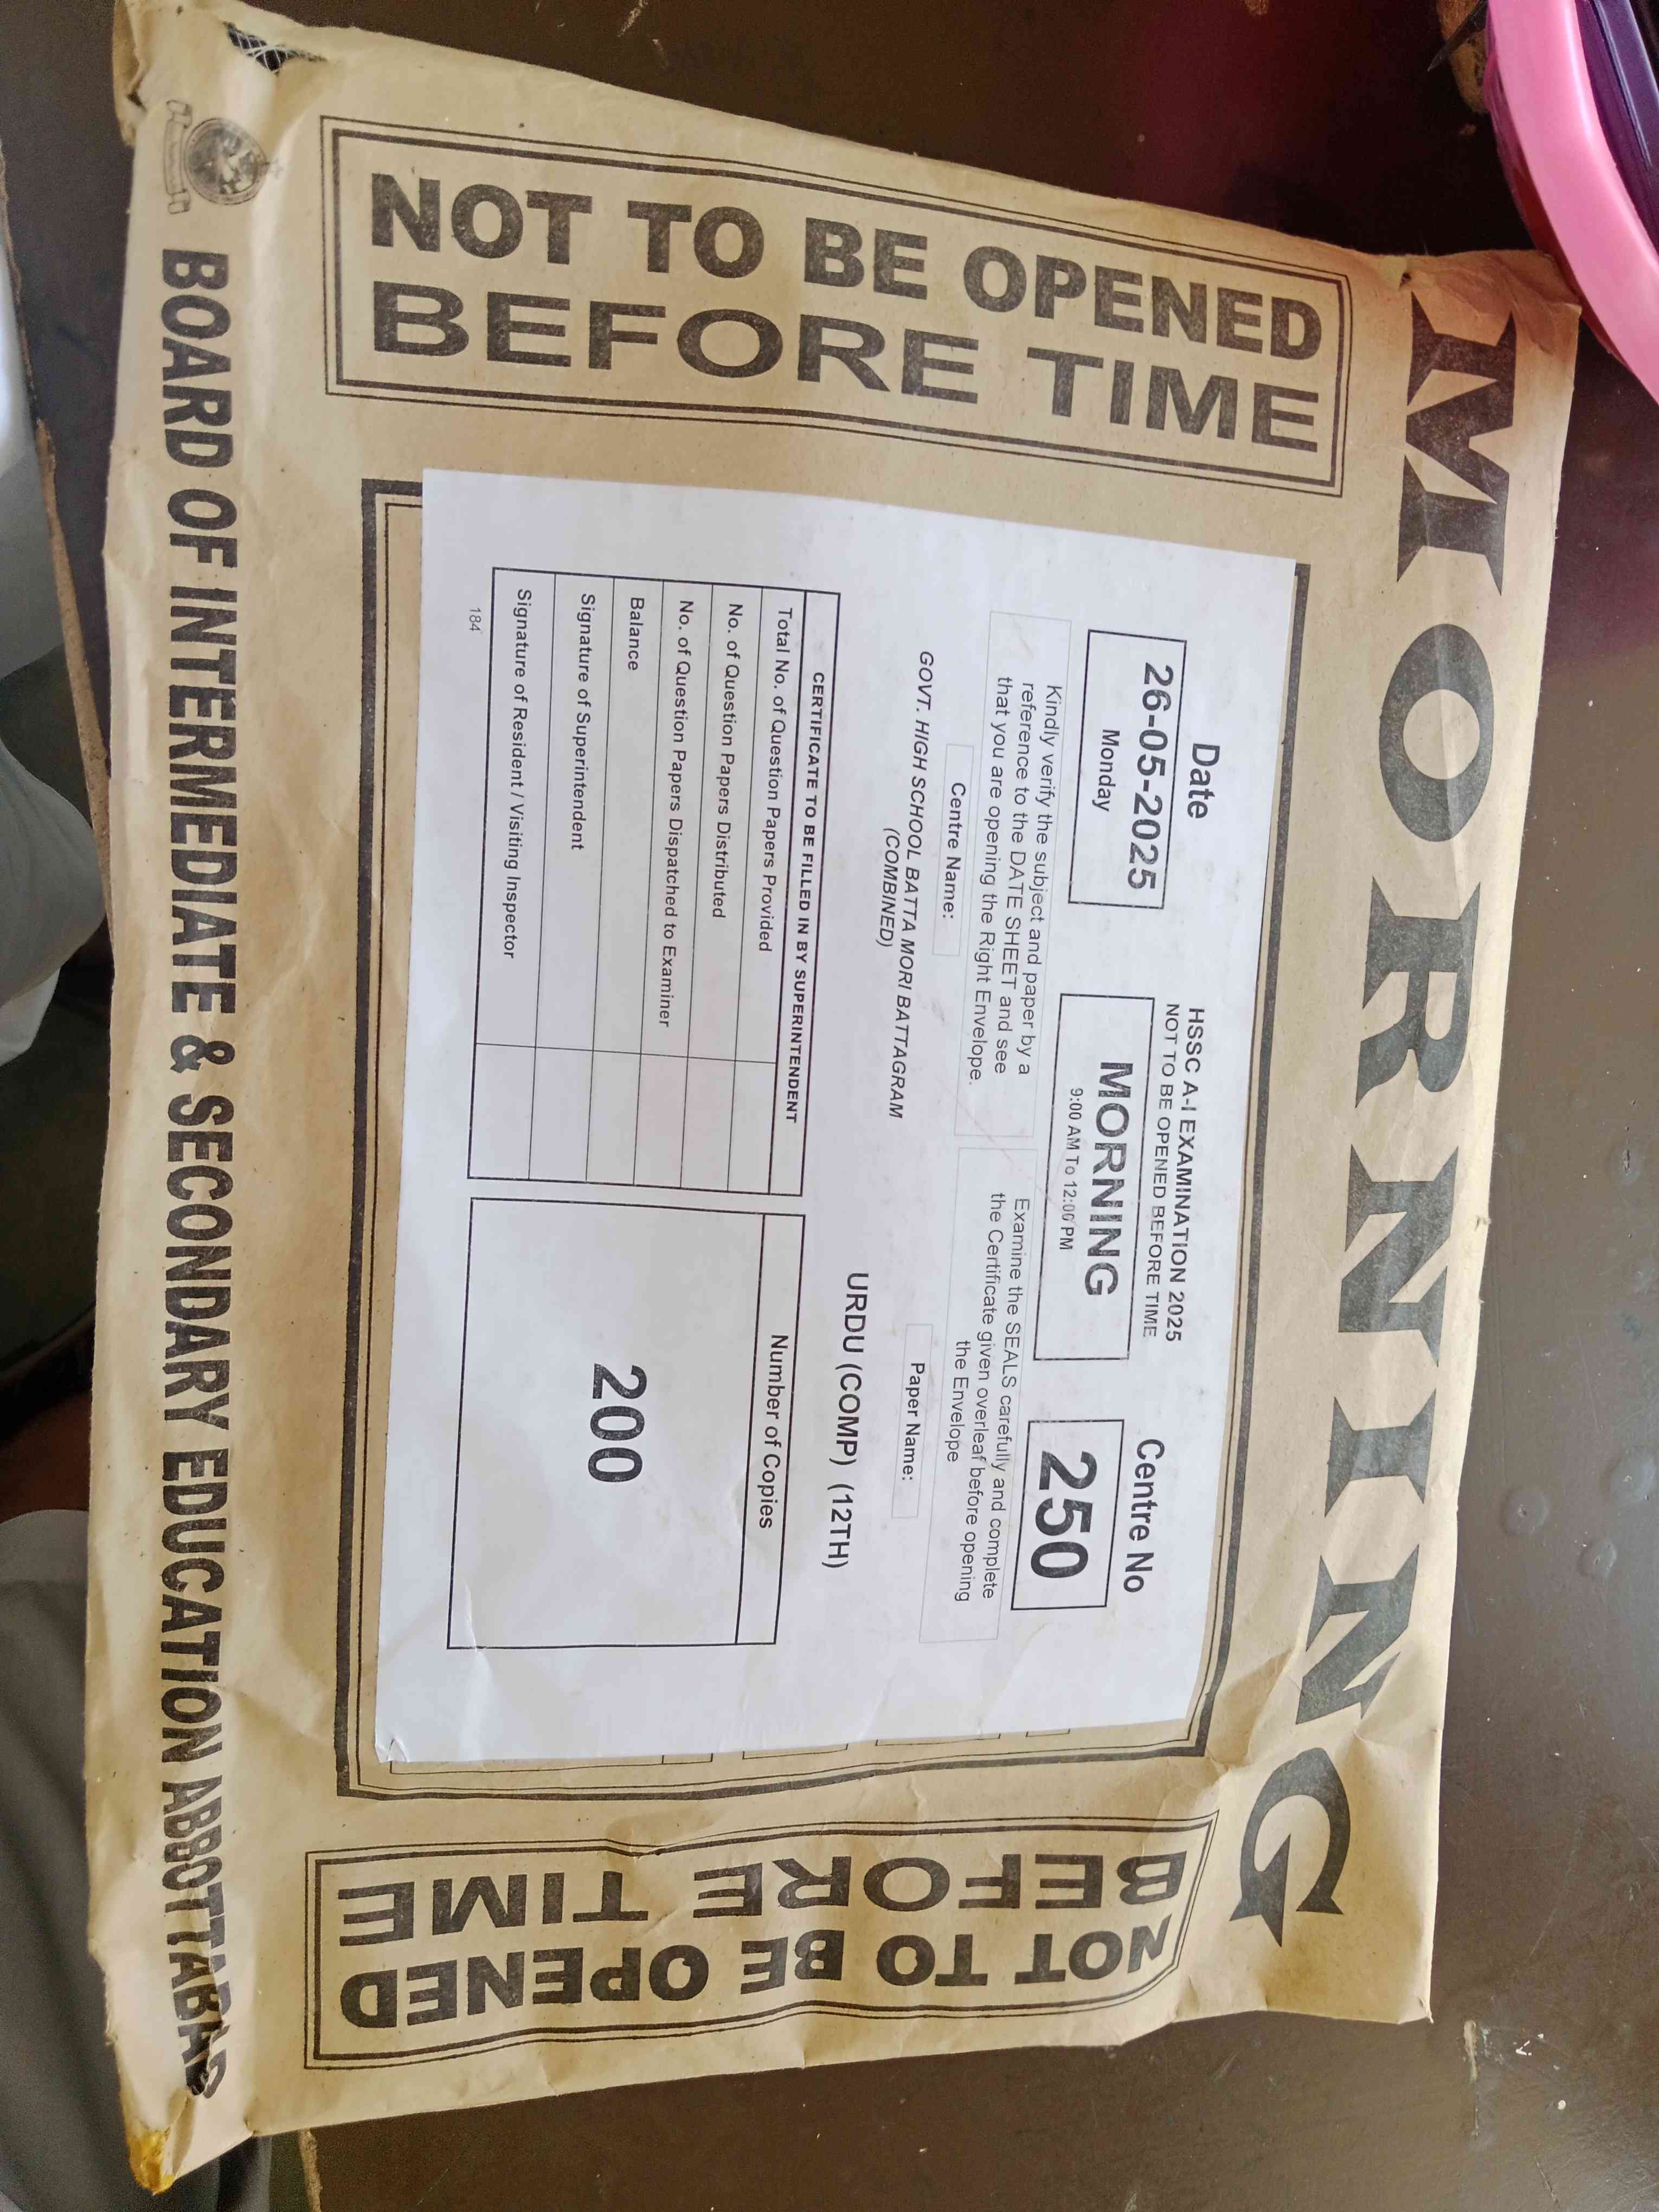 MORNING
NOT TO BE OPENED
BEFORE TIME
Date
26-05-2025
Monday
HSSC A-I EXAMINATION 2025
NOT TO BE OPENED BEFORE TIME
MORNING
9:00 AM To 12:00 PM
Centre No
250
Kindly verify the subject and paper by a
reference to the DATE SHEET and see
that you are opening the Right Envelope.
Examine the SEALS carefully and complete
the Certificate given overleaf before opening
the Envelope
Centre Name:
GOVT. HIGH SCHOOL BATTA MORI BATTAGRAM
(COMBINED)
Paper Name:
URDU (COMP) (12TH)
CERTIFICATE TO BE FILLED IN BY SUPERINTENDENT
Total No. of Question Papers Provided
No. of Question Papers Distributed
No. of Question Papers Dispatched to Examiner
Balance
Signature of Superintendent
Signature of Resident / Visiting Inspector
184
Number of Copies
200
NOT TO BE OPENED
BEFORE TIME
BOARD OF INTERMEDIATE & SECONDARY EDUCATION ABBOTTABAD